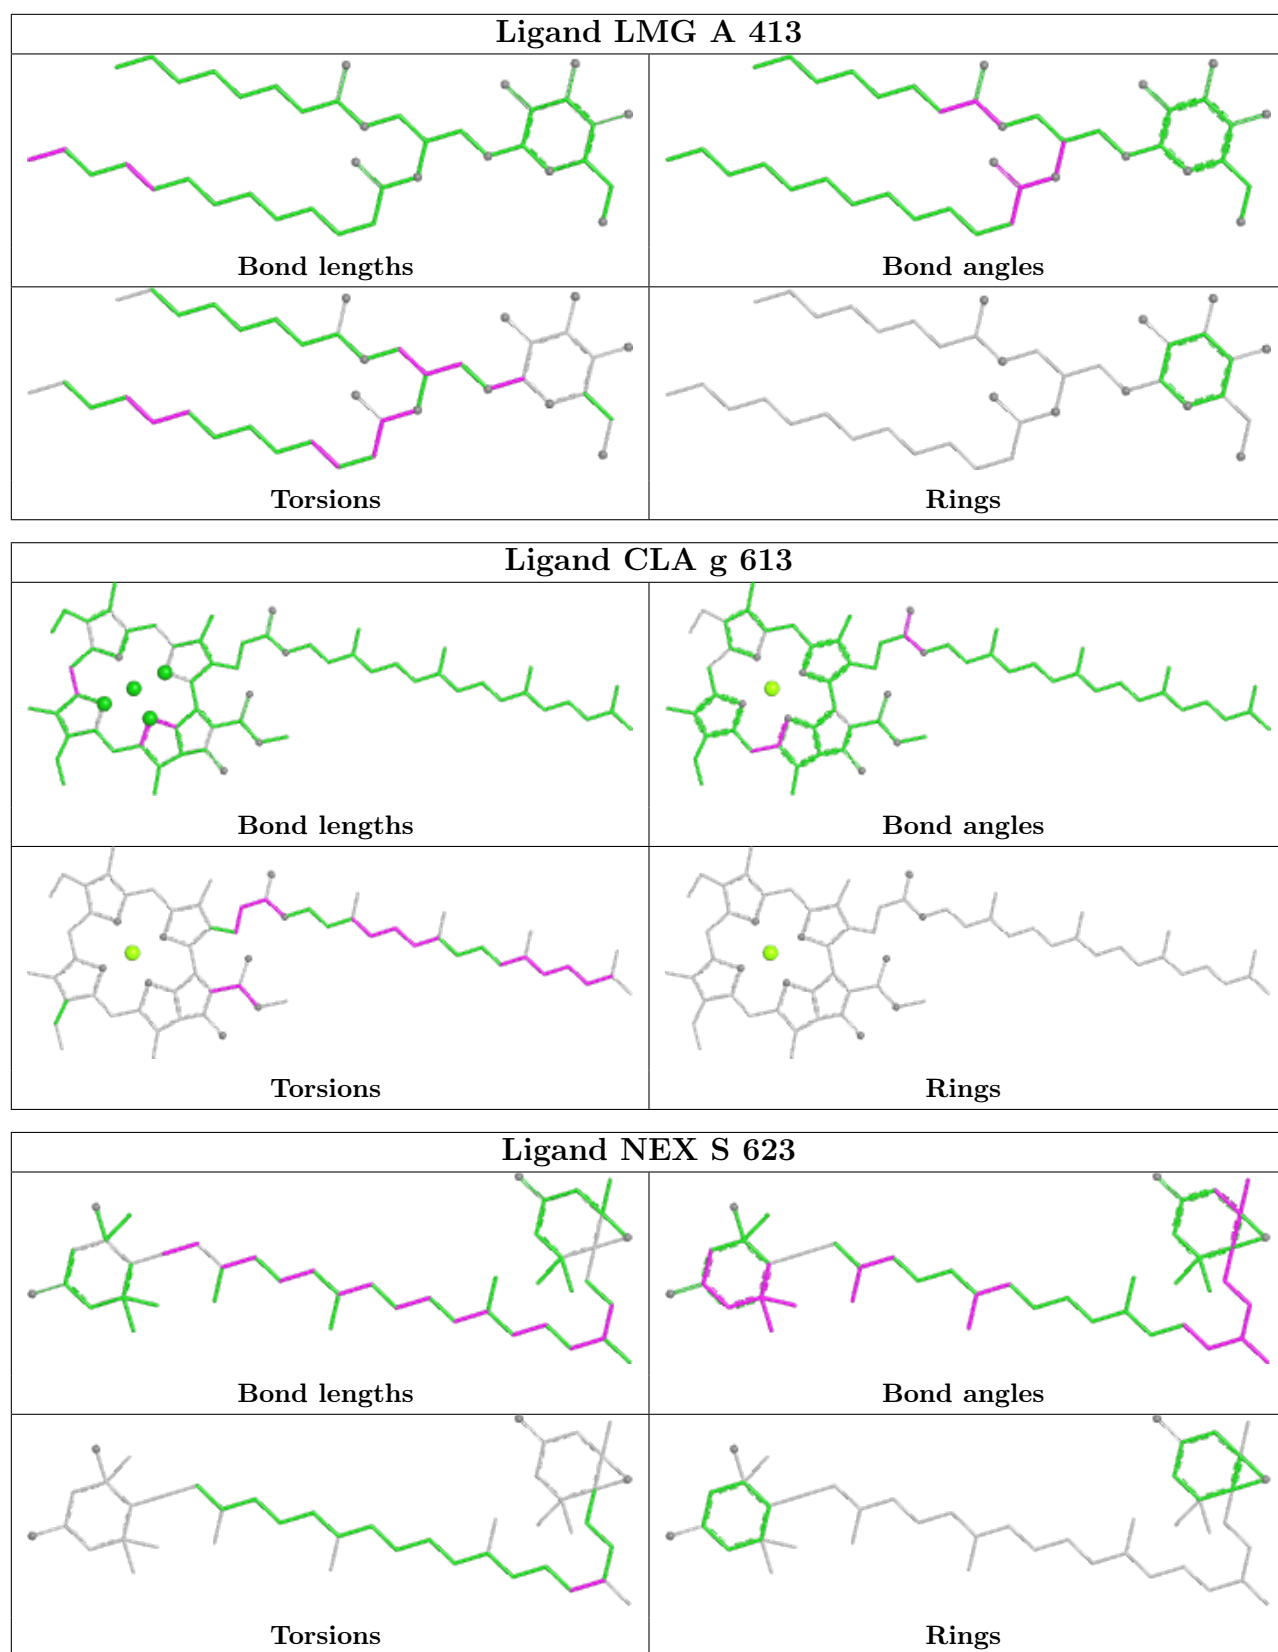 Ligand LMG A 413
Bond lengths
Bond angles
Torsions
Rings
Ligand CLA g 613
Bond lengths
Bond angles
Torsions
Rings
Ligand NEX S 623
Bond lengths
Bond angles
Torsions
Rings